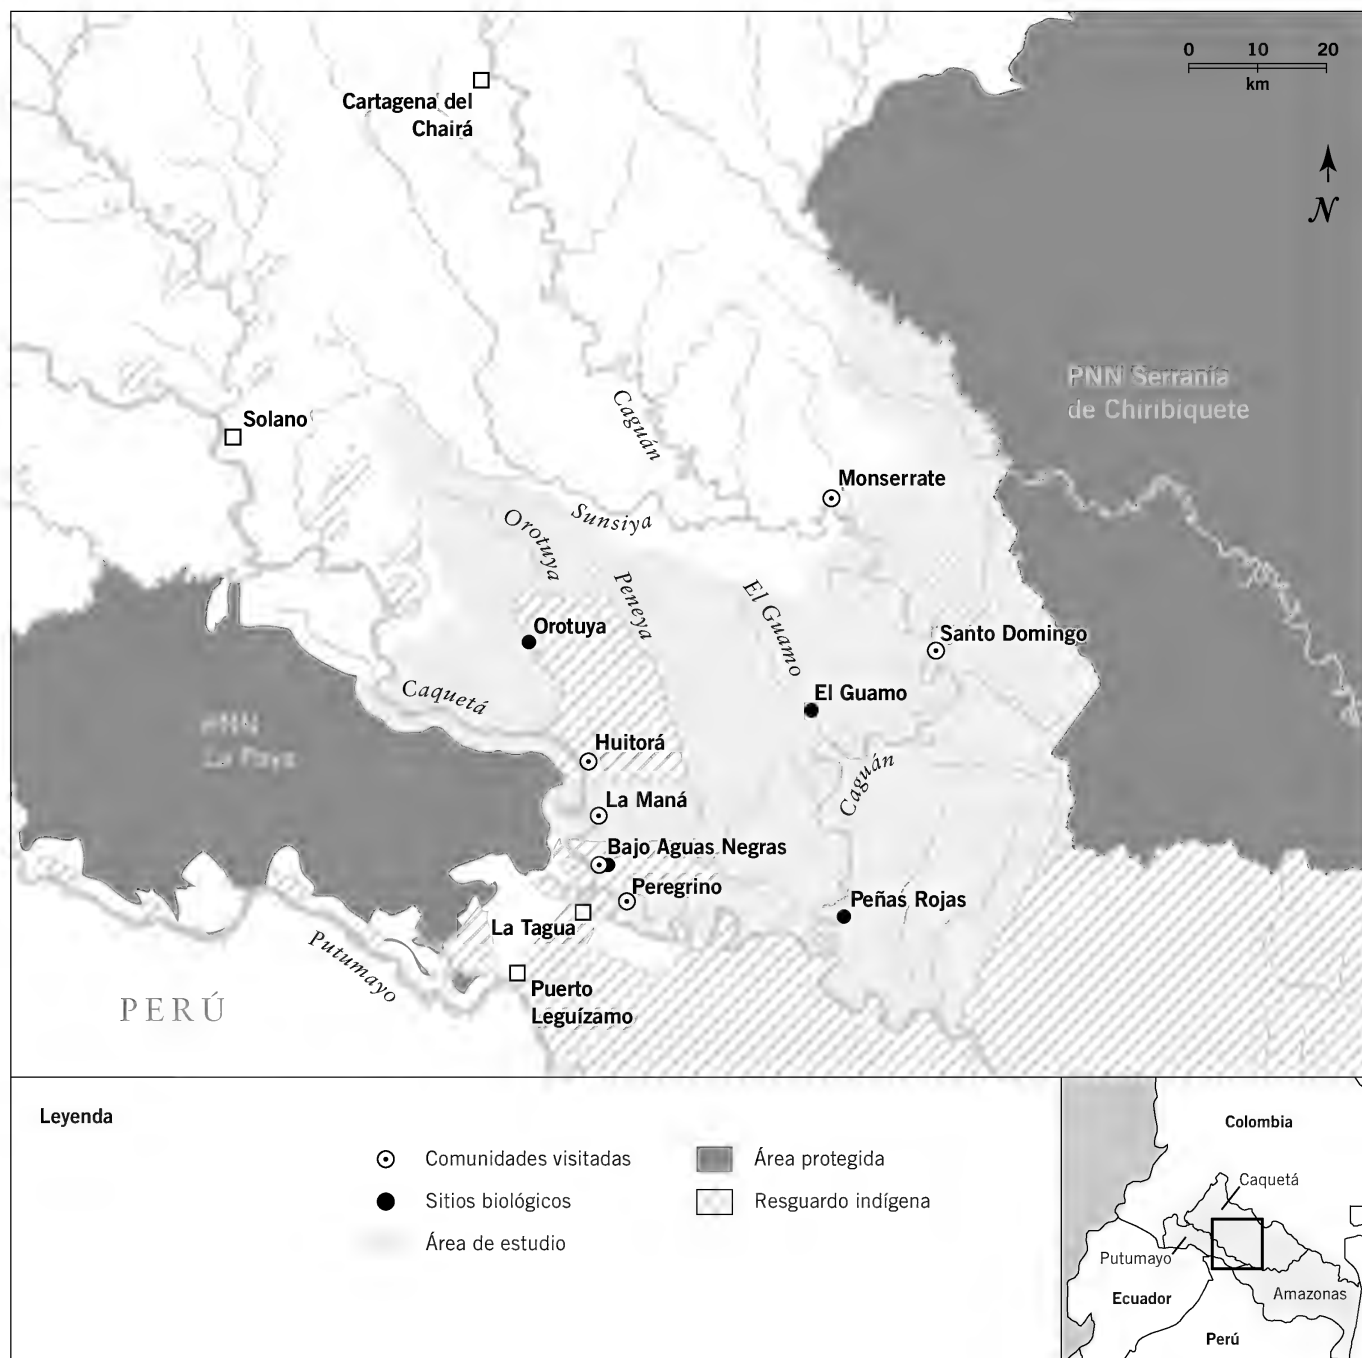 0 10 20
km
N
Cartagena del
Chairá
PNN Serranía
de Chiribiquete
Solano
Caguán
Monserrate
Sunsiya
Orotuya
Peneya
El Guamo
Orotuya
Santo Domingo
Caquetá
El Guamo
PNN
La Paya
Huitorá
Caguán
La Maná
Bajo Aguas Negras
Peregrino
Peñas Rojas
La Tagua
Putumayo
Puerto
Leguízamo
PERÚ
Leyenda
Comunidades visitadas
Sitios biológicos
Área de estudio
Área protegida
Resguardo indígena
Colombia
Caquetá
Putumayo
Ecuador
Amazonas
Perú